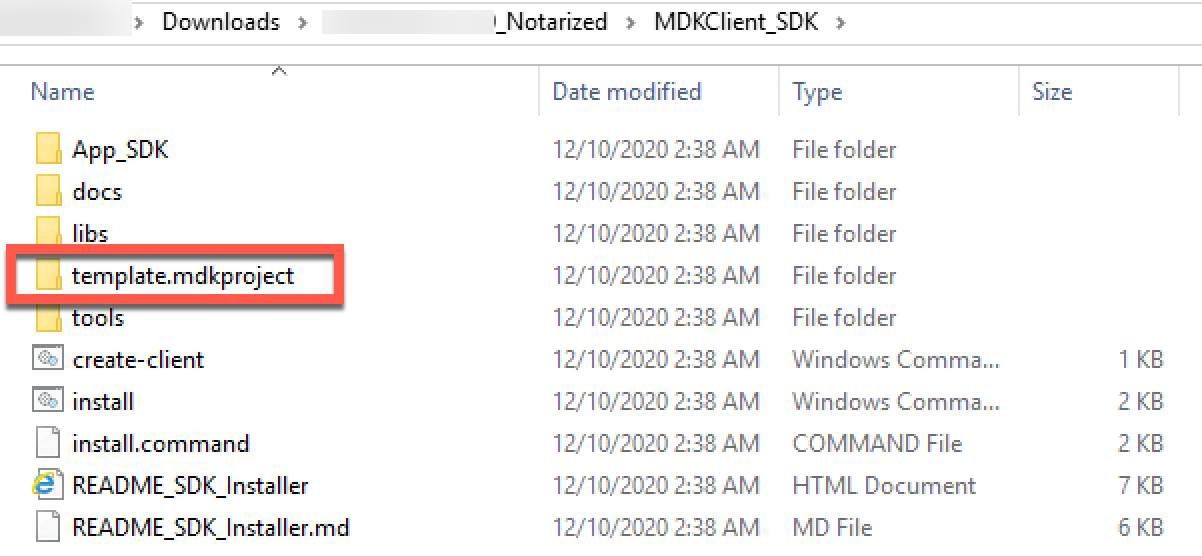 Downloads > _Notarized > MDKClient_SDK >
Name Date modified Type Size
App_SDK 12/10/2020 2:38 AM File folder
docs 12/10/2020 2:38 AM File folder
libs 12/10/2020 2:38 AM File folder
template.mdkproject 12/10/2020 2:38 AM File folder
tools 12/10/2020 2:38 AM File folder
create-client 12/10/2020 2:38 AM Windows Comma... 1 KB
install 12/10/2020 2:38 AM Windows Comma... 2 KB
install.command 12/10/2020 2:38 AM COMMAND File 2 KB
README_SDK_Installer 12/10/2020 2:38 AM HTML Document 7 KB
README_SDK_Installer.md 12/10/2020 2:38 AM MD File 6 KB